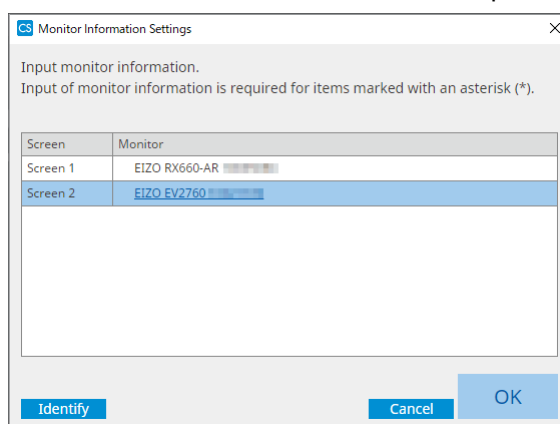 CS Monitor Information Settings
Input monitor information.
Input of monitor information is required for items marked with an asterisk (*).
Screen Monitor
Screen 1 EIZO RX660-AR
Screen 2 EIZO EV2760
Identify Cancel OK